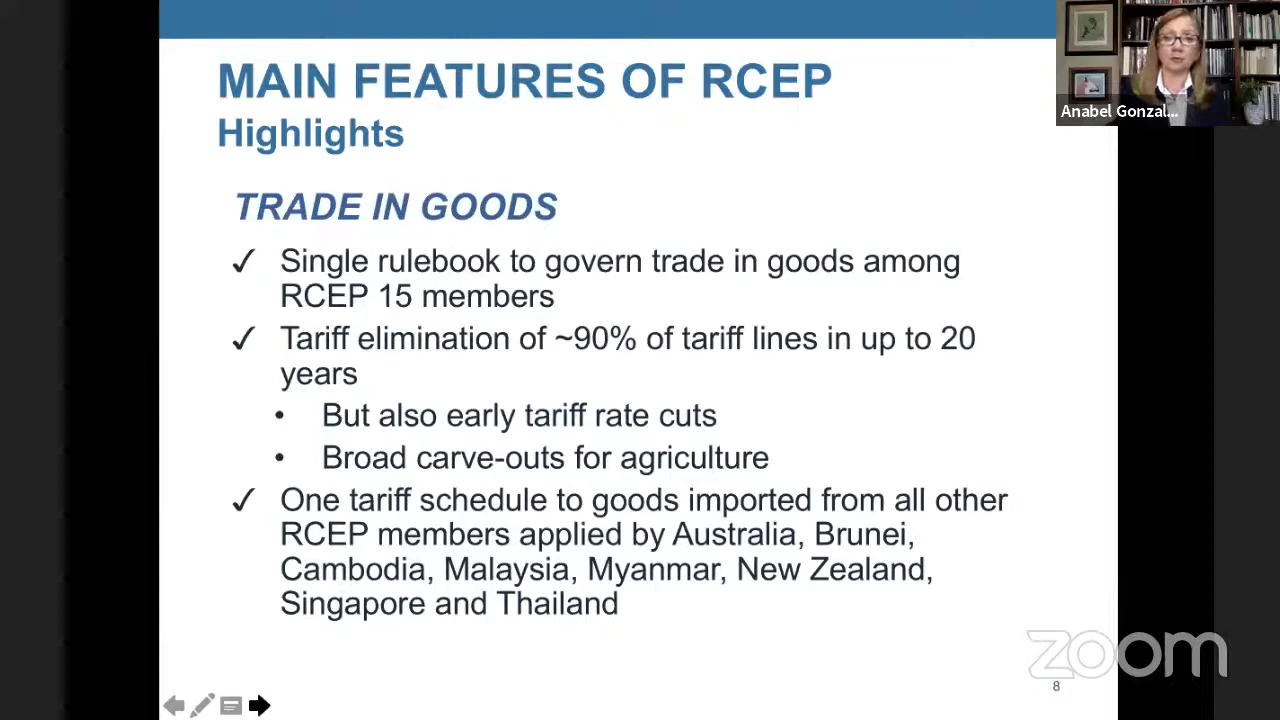 MAIN FEATURES OF RCEP
Highlights
Anabel Gonzal...
TRADE IN GOODS
✓ Single rulebook to govern trade in goods among
RCEP 15 members
✓ Tariff elimination of ~90% of tariff lines in up to 20
years
• But also early tariff rate cuts
• Broad carve-outs for agriculture
✓ One tariff schedule to goods imported from all other
RCEP members applied by Australia, Brunei,
Cambodia, Malaysia, Myanmar, New Zealand,
Singapore and Thailand
zoom
8